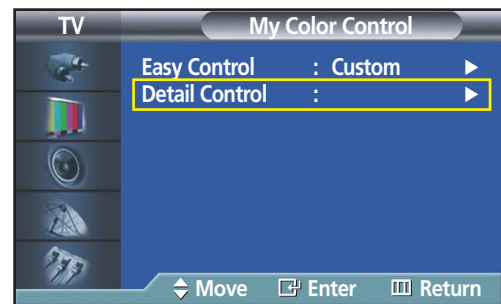 TV My Color Control
Easy Control : Custom ▶
Detail Control : ▶
Move Enter Return